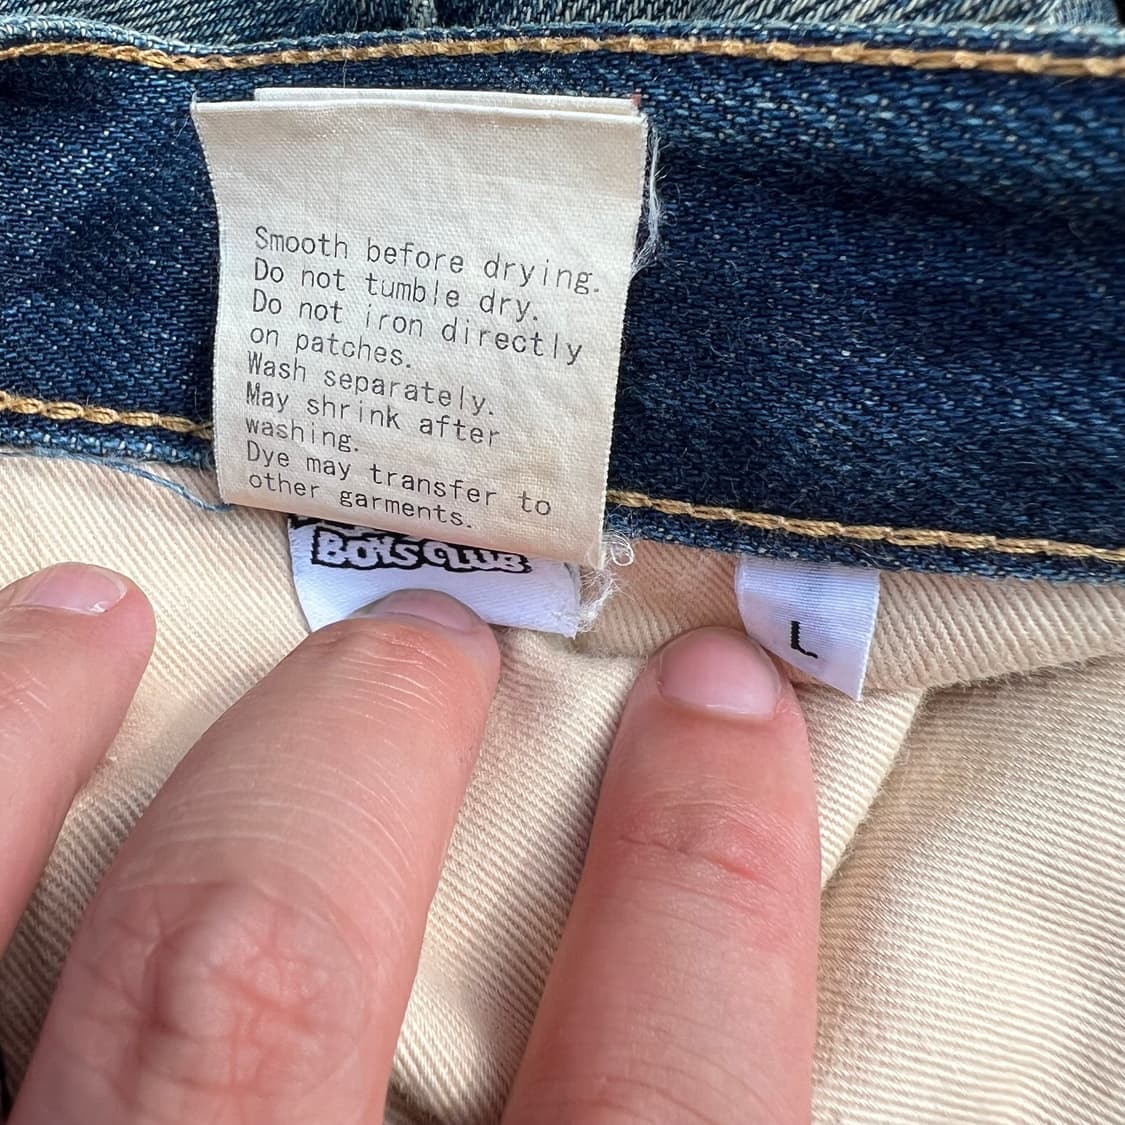 Smooth before drying.
Do not tumble dry.
Do not iron directly
on patches.
Wash separately.
May shrink after
washing.
Dye may transfer to
other garments.
BOYS CLUB
L